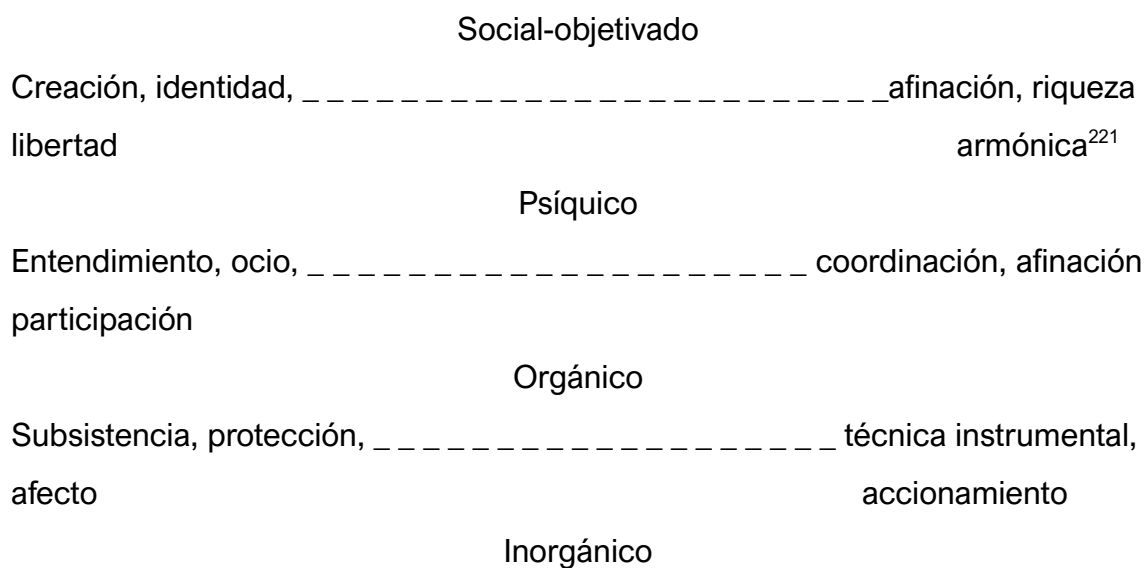 Social-objetivado
Creación, identidad, _ _ _ _ _ _ _ _ _ _ _ _ _ _ _ _ _ _ _ _ _ _ _ _afinación, riqueza
libertad armónica221
Psíquico
Entendimiento, ocio, _ _ _ _ _ _ _ _ _ _ _ _ _ _ _ _ _ _ _ _ _ coordinación, afinación
participación
Orgánico
Subsistencia, protección, _ _ _ _ _ _ _ _ _ _ _ _ _ _ _ _ _ _ _ técnica instrumental,
afecto accionamiento
Inorgánico